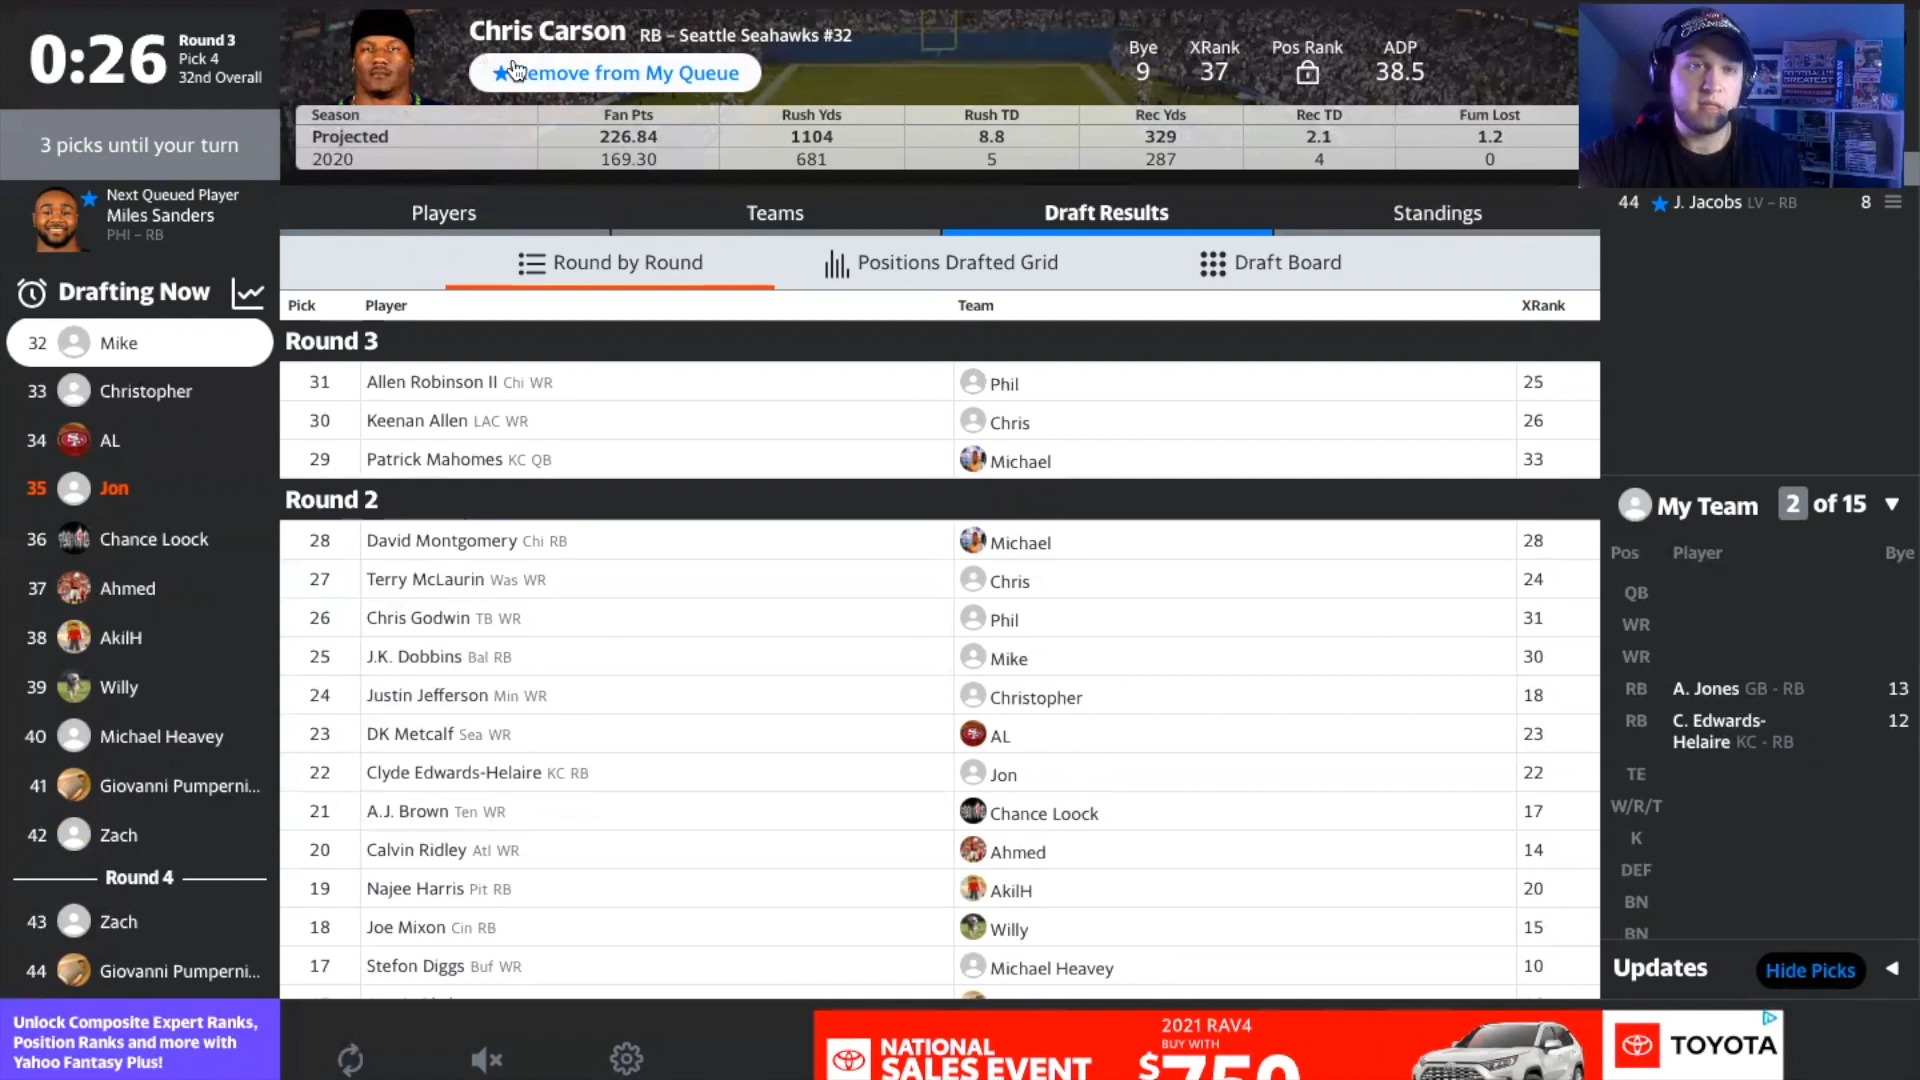 0:26
Round 3
Pick 4
32nd Overall
3 picks until your turn
Next Queued Player
Miles Sanders
PHI – RB
Drafting Now
32 Mike
33 Christopher
34 AL
35 Jon
36 Chance Loock
37 Ahmed
38 AkilH
39 Willy
40 Michael Heavey
41 Giovanni Pumperni...
42 Zach
Round 4
43 Zach
44 Giovanni Pumperni...
Unlock Composite Expert Ranks,
Position Ranks and more with
Yahoo Fantasy Plus!
Chris Carson RB – Seattle Seahawks #32
emove from My Queue
Bye XRank Pos Rank ADP
9 37 38.5
Season Fan Pts Rush Yds Rush TD Rec Yds Rec TD Fum Lost
Projected 226.84 1104 8.8 329 2.1 1.2
2020 169.30 681 5 287 4 0
Players Teams Draft Results Standings
Round by Round Positions Drafted Grid Draft Board
Pick Player Team XRank
Round 3
31 Allen Robinson II Chi WR Phil 25
30 Keenan Allen LAC WR Chris 26
29 Patrick Mahomes KC QB Michael 33
Round 2
28 David Montgomery Chi RB Michael 28
27 Terry McLaurin Was WR Chris 24
26 Chris Godwin TB WR Phil 31
25 J.K. Dobbins Bal RB Mike 30
24 Justin Jefferson Min WR Christopher 18
23 DK Metcalf Sea WR AL 23
22 Clyde Edwards-Helaire KC RB Jon 22
21 A.J. Brown Ten WR Chance Loock 17
20 Calvin Ridley Atl WR Ahmed 14
19 Najee Harris Pit RB AkilH 20
18 Joe Mixon Cin RB Willy 15
17 Stefon Diggs Buf WR Michael Heavey 10
44 J. Jacobs LV – RB 8
My Team 2 of 15
Pos Player Bye
QB
WR
WR
RB A. Jones GB - RB 13
RB C. Edwards- 12
Helaire KC - RB
TE
W/R/T
K
DEF
BN
BN
Updates Hide Picks
NATIONAL
SALES EVENT
2021 RAV4
BUY WITH
$750
TOYOTA